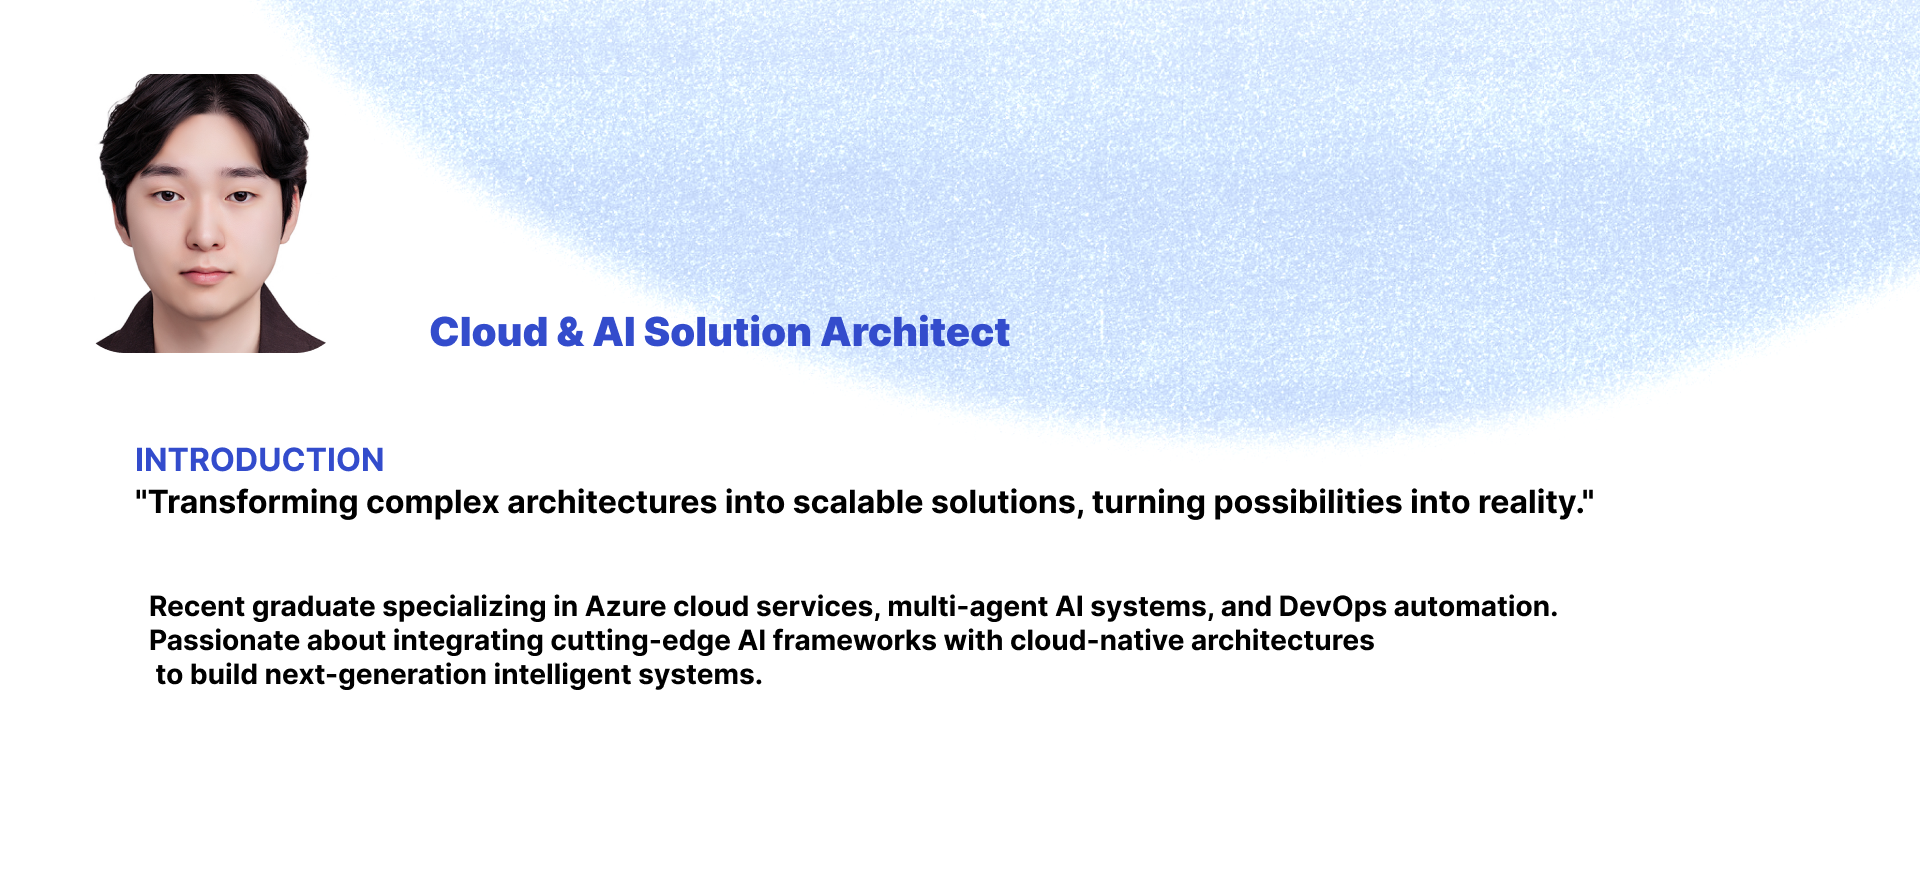 Cloud & AI Solution Architect
INTRODUCTION
"Transforming complex architectures into scalable solutions, turning possibilities into reality."
Recent graduate specializing in Azure cloud services, multi-agent AI systems, and DevOps automation.
Passionate about integrating cutting-edge AI frameworks with cloud-native architectures
to build next-generation intelligent systems.